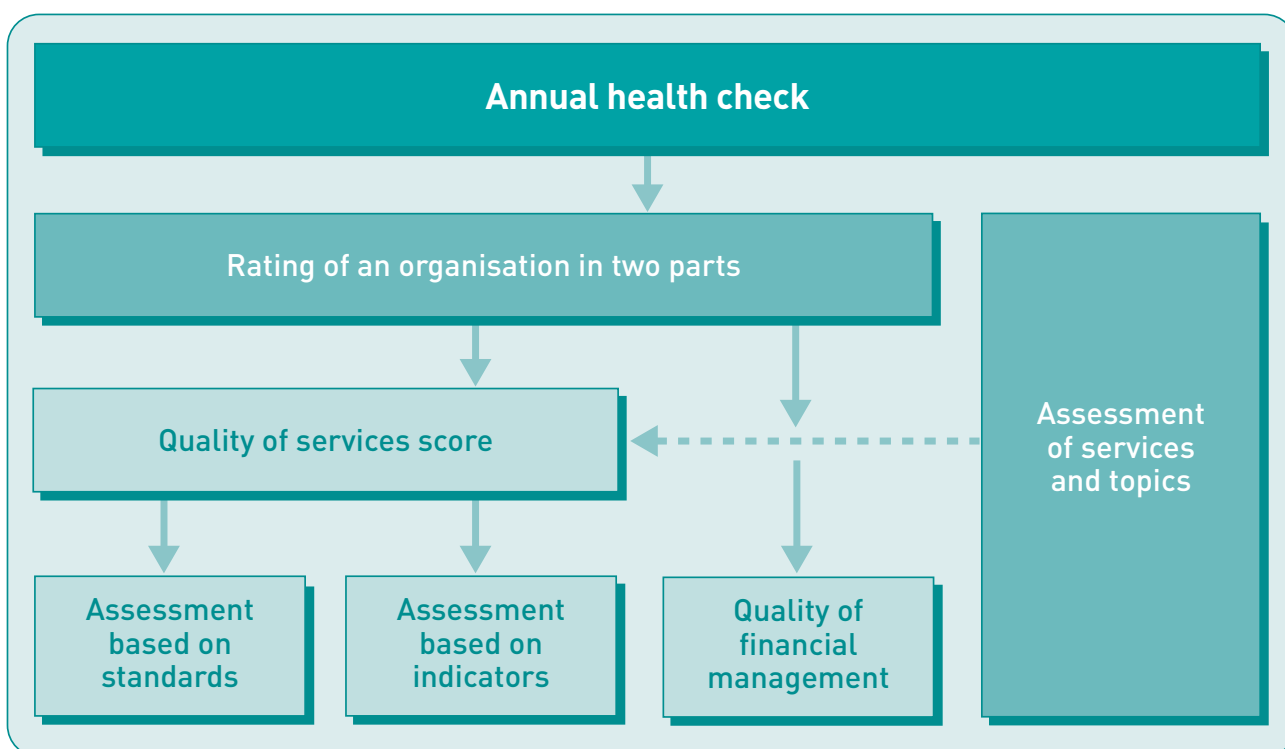 Annual health check
Rating of an organisation in two parts
Quality of services score
Assessment
of services
and topics
Assessment
based on
standards
Assessment
based on
indicators
Quality of
financial
management